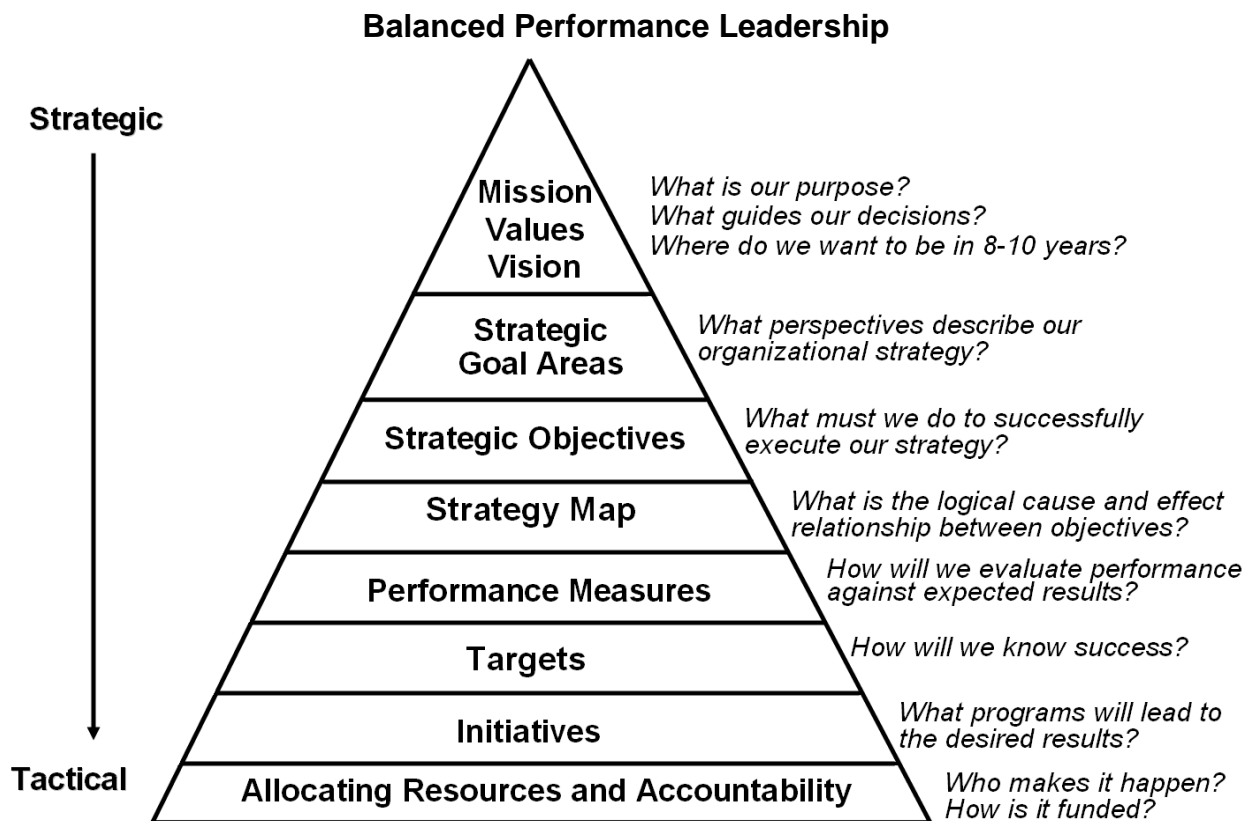 Balanced Performance Leadership
Strategic
Mission
Values
Vision
What is our purpose?
What guides our decisions?
Where do we want to be in 8-10 years?
Strategic
Goal Areas
What perspectives describe our
organizational strategy?
Strategic Objectives
What must we do to successfully
execute our strategy?
Strategy Map
What is the logical cause and effect
relationship between objectives?
Performance Measures
How will we evaluate performance
against expected results?
Targets
How will we know success?
Initiatives
What programs will lead to
the desired results?
Tactical
Allocating Resources and Accountability
Who makes it happen?
How is it funded?